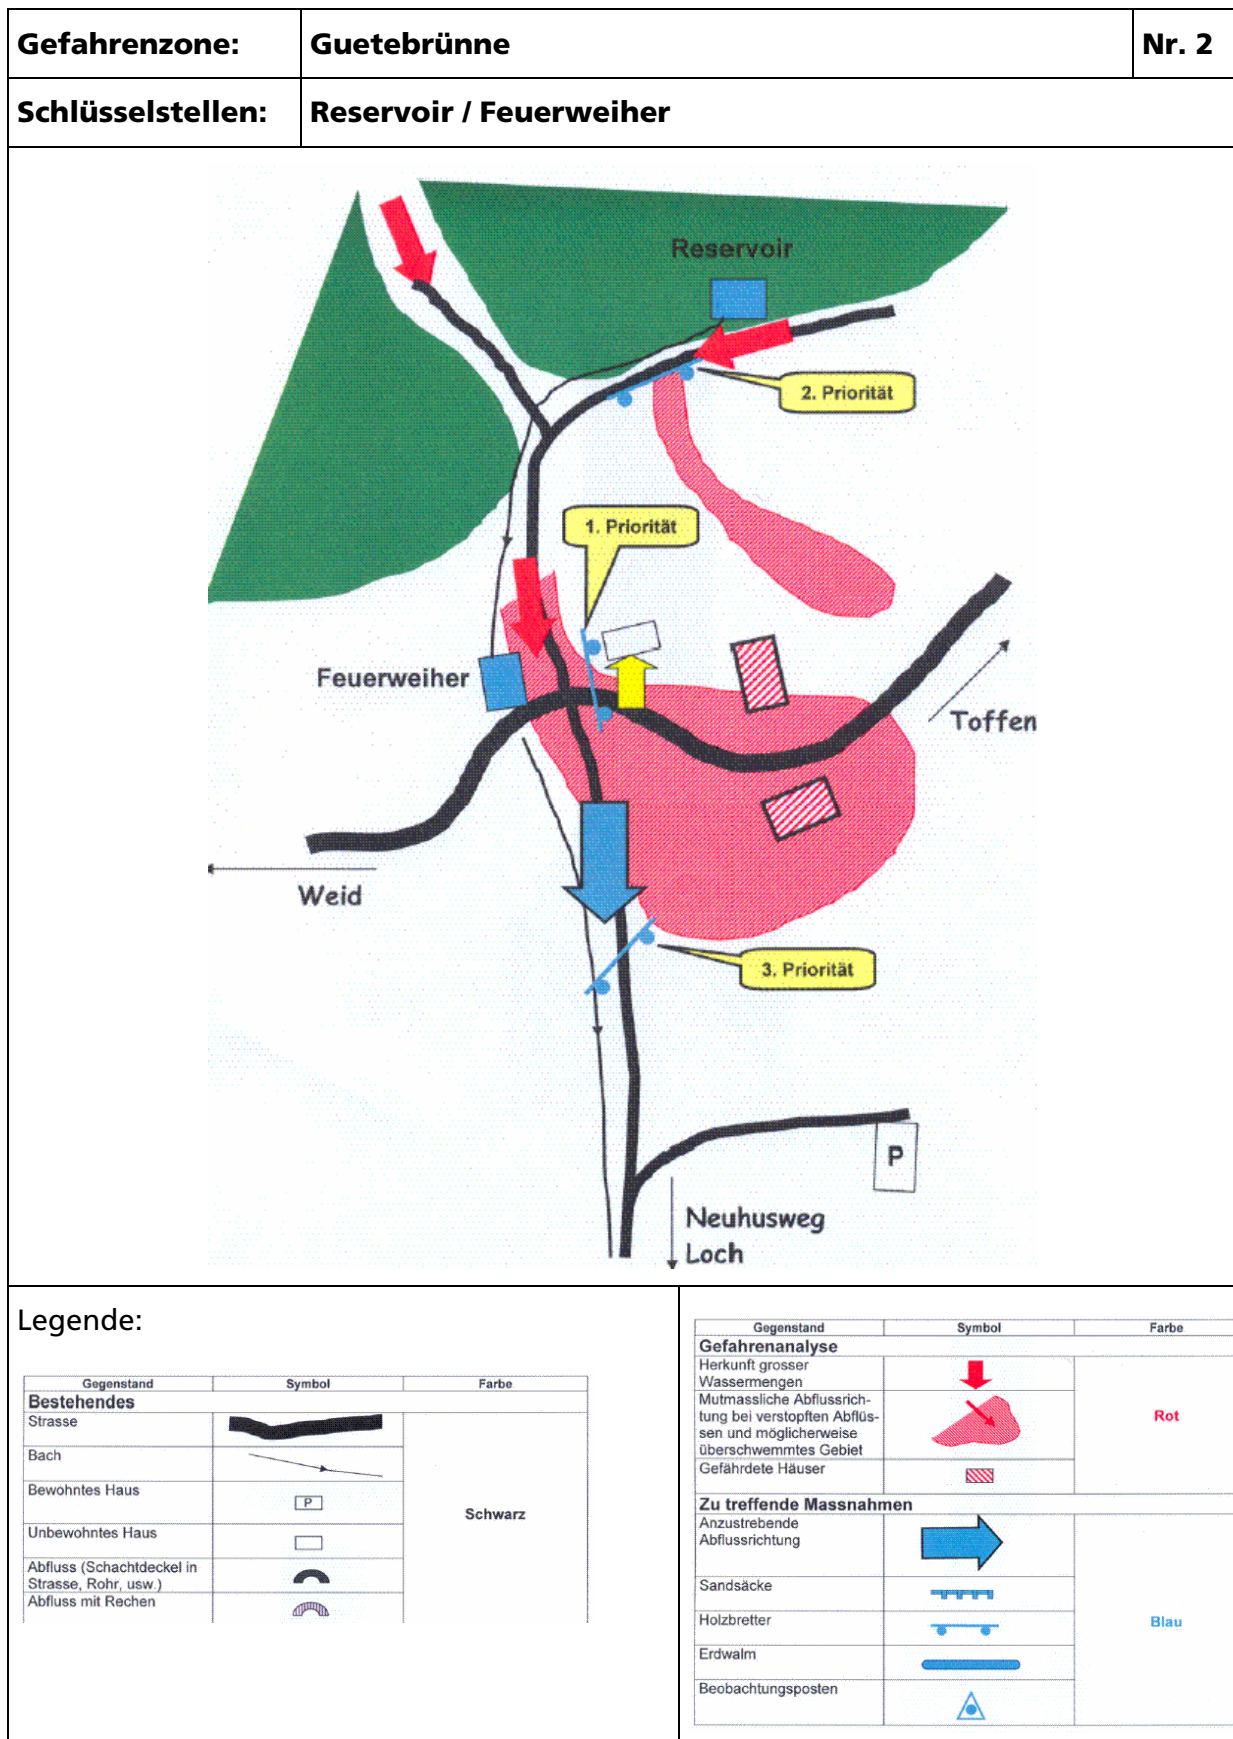 Gefahrenzone: Guetebrünne Nr. 2
Schlüsselstellen: Reservoir / Feuerweiher
Reservoir
2. Priorität
1. Priorität
Feuerweiher
Toffen
Weid
3. Priorität
P
Neuhusweg
Loch
Legende:
Gegenstand Symbol Farbe
Bestehendes
Strasse
Bach
Bewohntes Haus
P
Schwarz
Unbewohntes Haus
Abfluss (Schachtdeckel in
Strasse, Rohr, usw.)
Abfluss mit Rechen
Gegenstand Symbol Farbe
Gefahrenanalyse
Herkunft grosser
Wassermengen
Mutmassliche Abflussrich-
tung bei verstopften Abflüs-
sen und möglicherweise
überschwemmtes Gebiet
Rot
Gefährdete Häuser
Zu treffende Massnahmen
Anzustrebende
Abflussrichtung
Sandsäcke
Holzbretter
Blau
Erdwalm
Beobachtungsposten